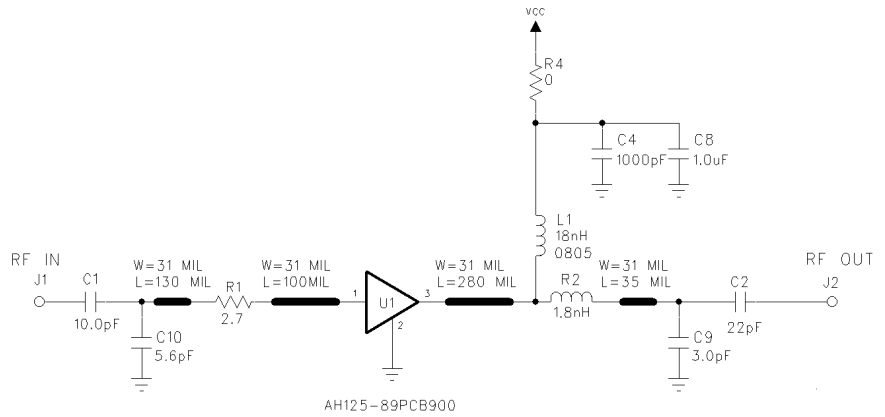 VCC
R4
0
C4
1000pF
C8
1.0uF
L1
18nH
0805
RF IN
J1
C1
10.0pF
W=31 MIL
L=130 MIL
R1
2.7
W=31 MIL
L=100MIL
1
U1
3
2
W=31 MIL
L=280 MIL
R2
1.8nH
W=31 MIL
L=35 MIL
C2
22pF
RF OUT
J2
C10
5.6pF
C9
3.0pF
AH125-89PCB900